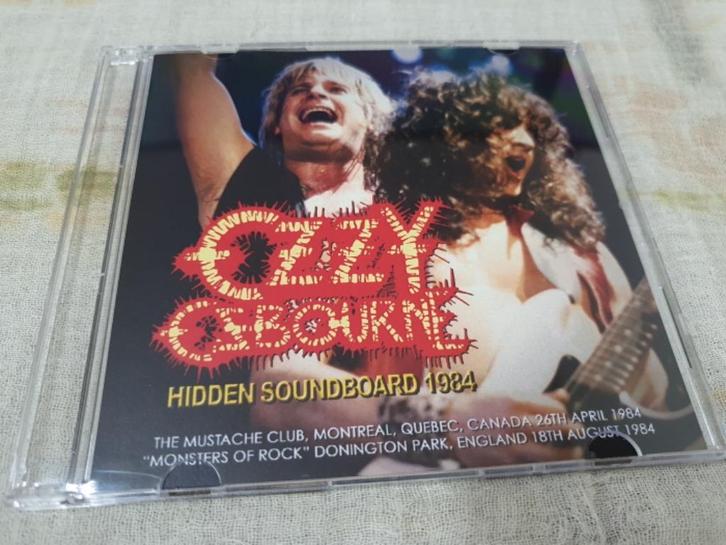 OZZY
OSBOURNE
HIDDEN SOUNDBOARD 1984
THE MUSTACHE CLUB, MONTREAL, QUEBEC, CANADA 26TH APRIL 1984
“MONSTERS OF ROCK” DONINGTON PARK, ENGLAND 18TH AUGUST 1984